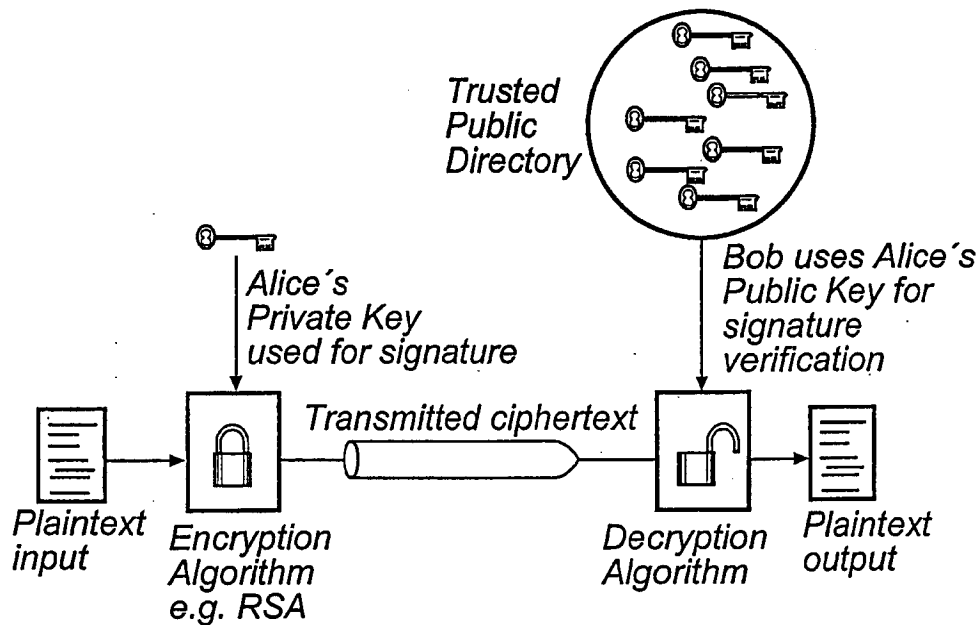 Trusted
Public
Directory
Alice´s
Private Key
used for signature
Bob uses Alice´s
Public Key for
signature
verification
Transmitted ciphertext
Plaintext
input
Encryption
Algorithm
e.g. RSA
Decryption
Algorithm
Plaintext
output